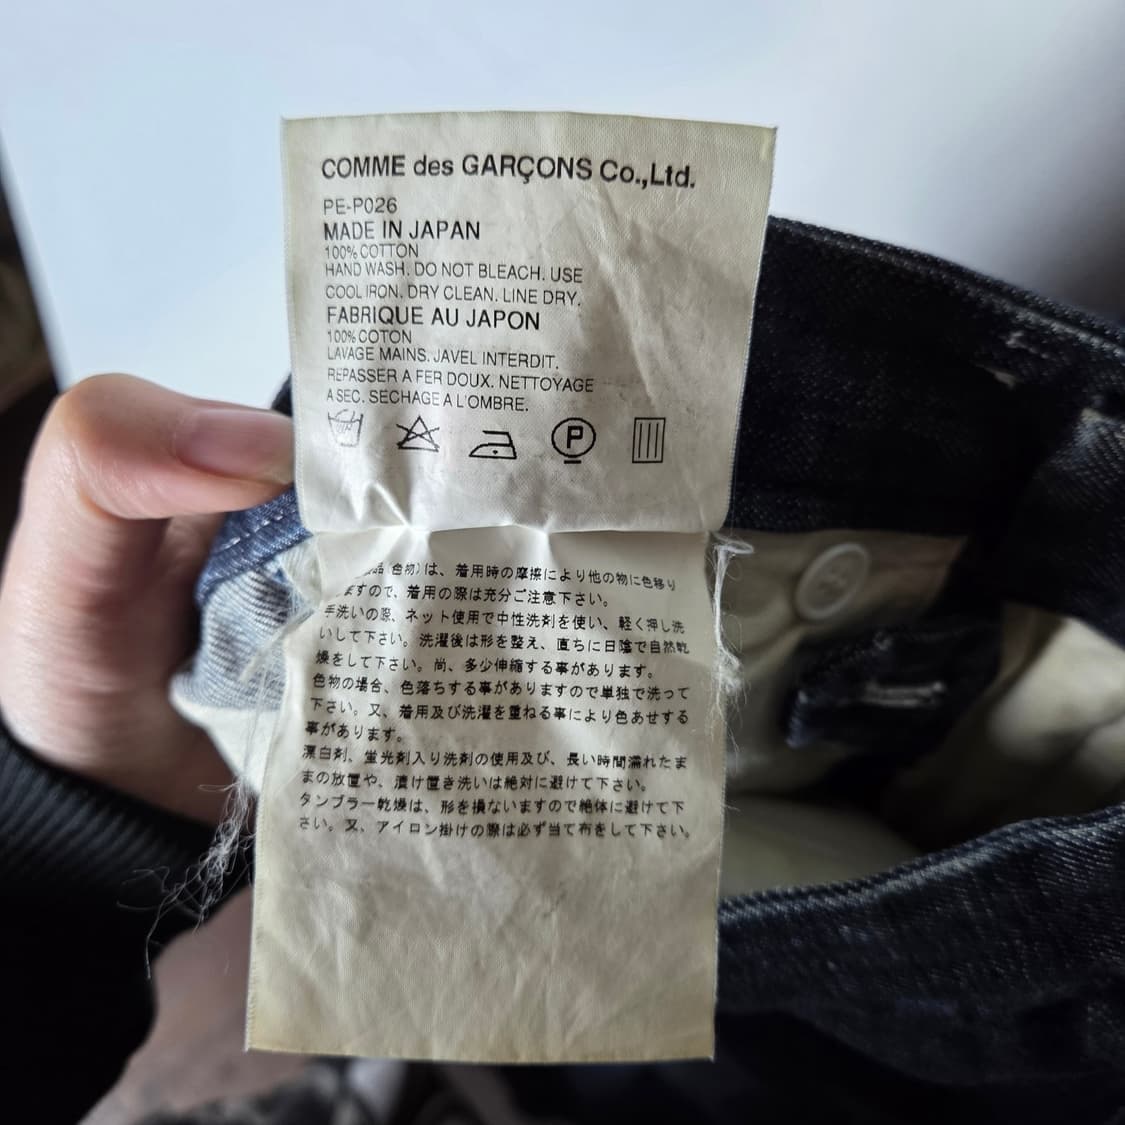 COMME des GARÇONS Co.,Ltd.
PE-P026
MADE IN JAPAN
100% COTTON
HAND WASH. DO NOT BLEACH. USE
COOL IRON. DRY CLEAN. LINE DRY.
FABRIQUE AU JAPON
100% COTON
LAVAGE MAINS. JAVEL INTERDIT.
REPASSER A FER DOUX. NETTOYAGE
A SEC. SECHAGE A L'OMBRE.
P
品 色物)は、着用時の摩擦により他の物に色移り
ますので、着用の際は充分ご注意下さい。
手洗いの際、ネット使用で中性洗剤を使い、軽く押し洗
いして下さい。洗濯後は形を整え、直ちに日陰で自然乾
燥をして下さい。尚、多少伸縮する事があります。
色物の場合、色落ちする事がありますので単独で洗って
下さい。又、着用及び洗濯を重ねる事により色あせする
事があります。
漂白剤、蛍光剤入り洗剤の使用及び、長い時間濡れたま
まの放置や、漬け置き洗いは絶対に避けて下さい。
タンブラー乾燥は、形を損ないますので絶体に避けて下
さい。又、アイロン掛けの際は必ず当て布をして下さい。